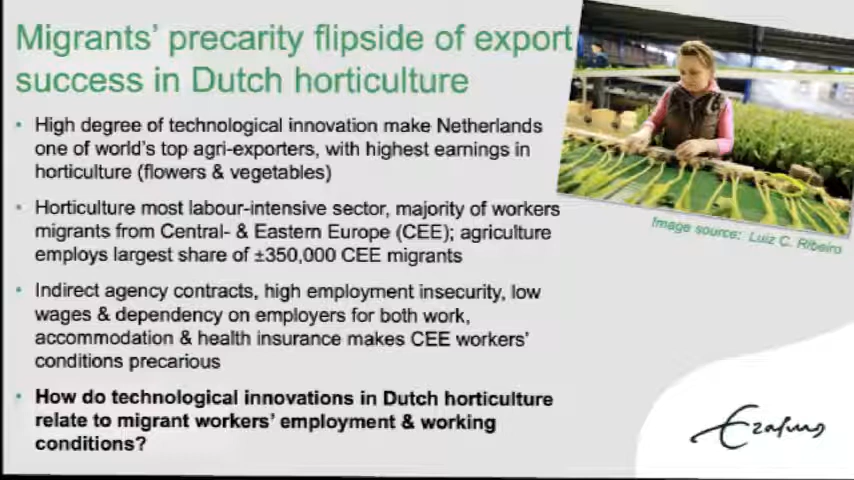 Migrants' precarity flipside of export
success in Dutch horticulture
• High degree of technological innovation make Netherlands
one of world's top agri-exporters, with highest earnings in
horticulture (flowers & vegetables)
• Horticulture most labour-intensive sector, majority of workers
migrants from Central- & Eastern Europe (CEE); agriculture
employs largest share of ±350,000 CEE migrants
• Indirect agency contracts, high employment insecurity, low
wages & dependency on employers for both work,
accommodation & health insurance makes CEE workers'
conditions precarious
• How do technological innovations in Dutch horticulture
relate to migrant workers' employment & working
conditions?
Image source: Luiz C. Ribeiro
Erasmus